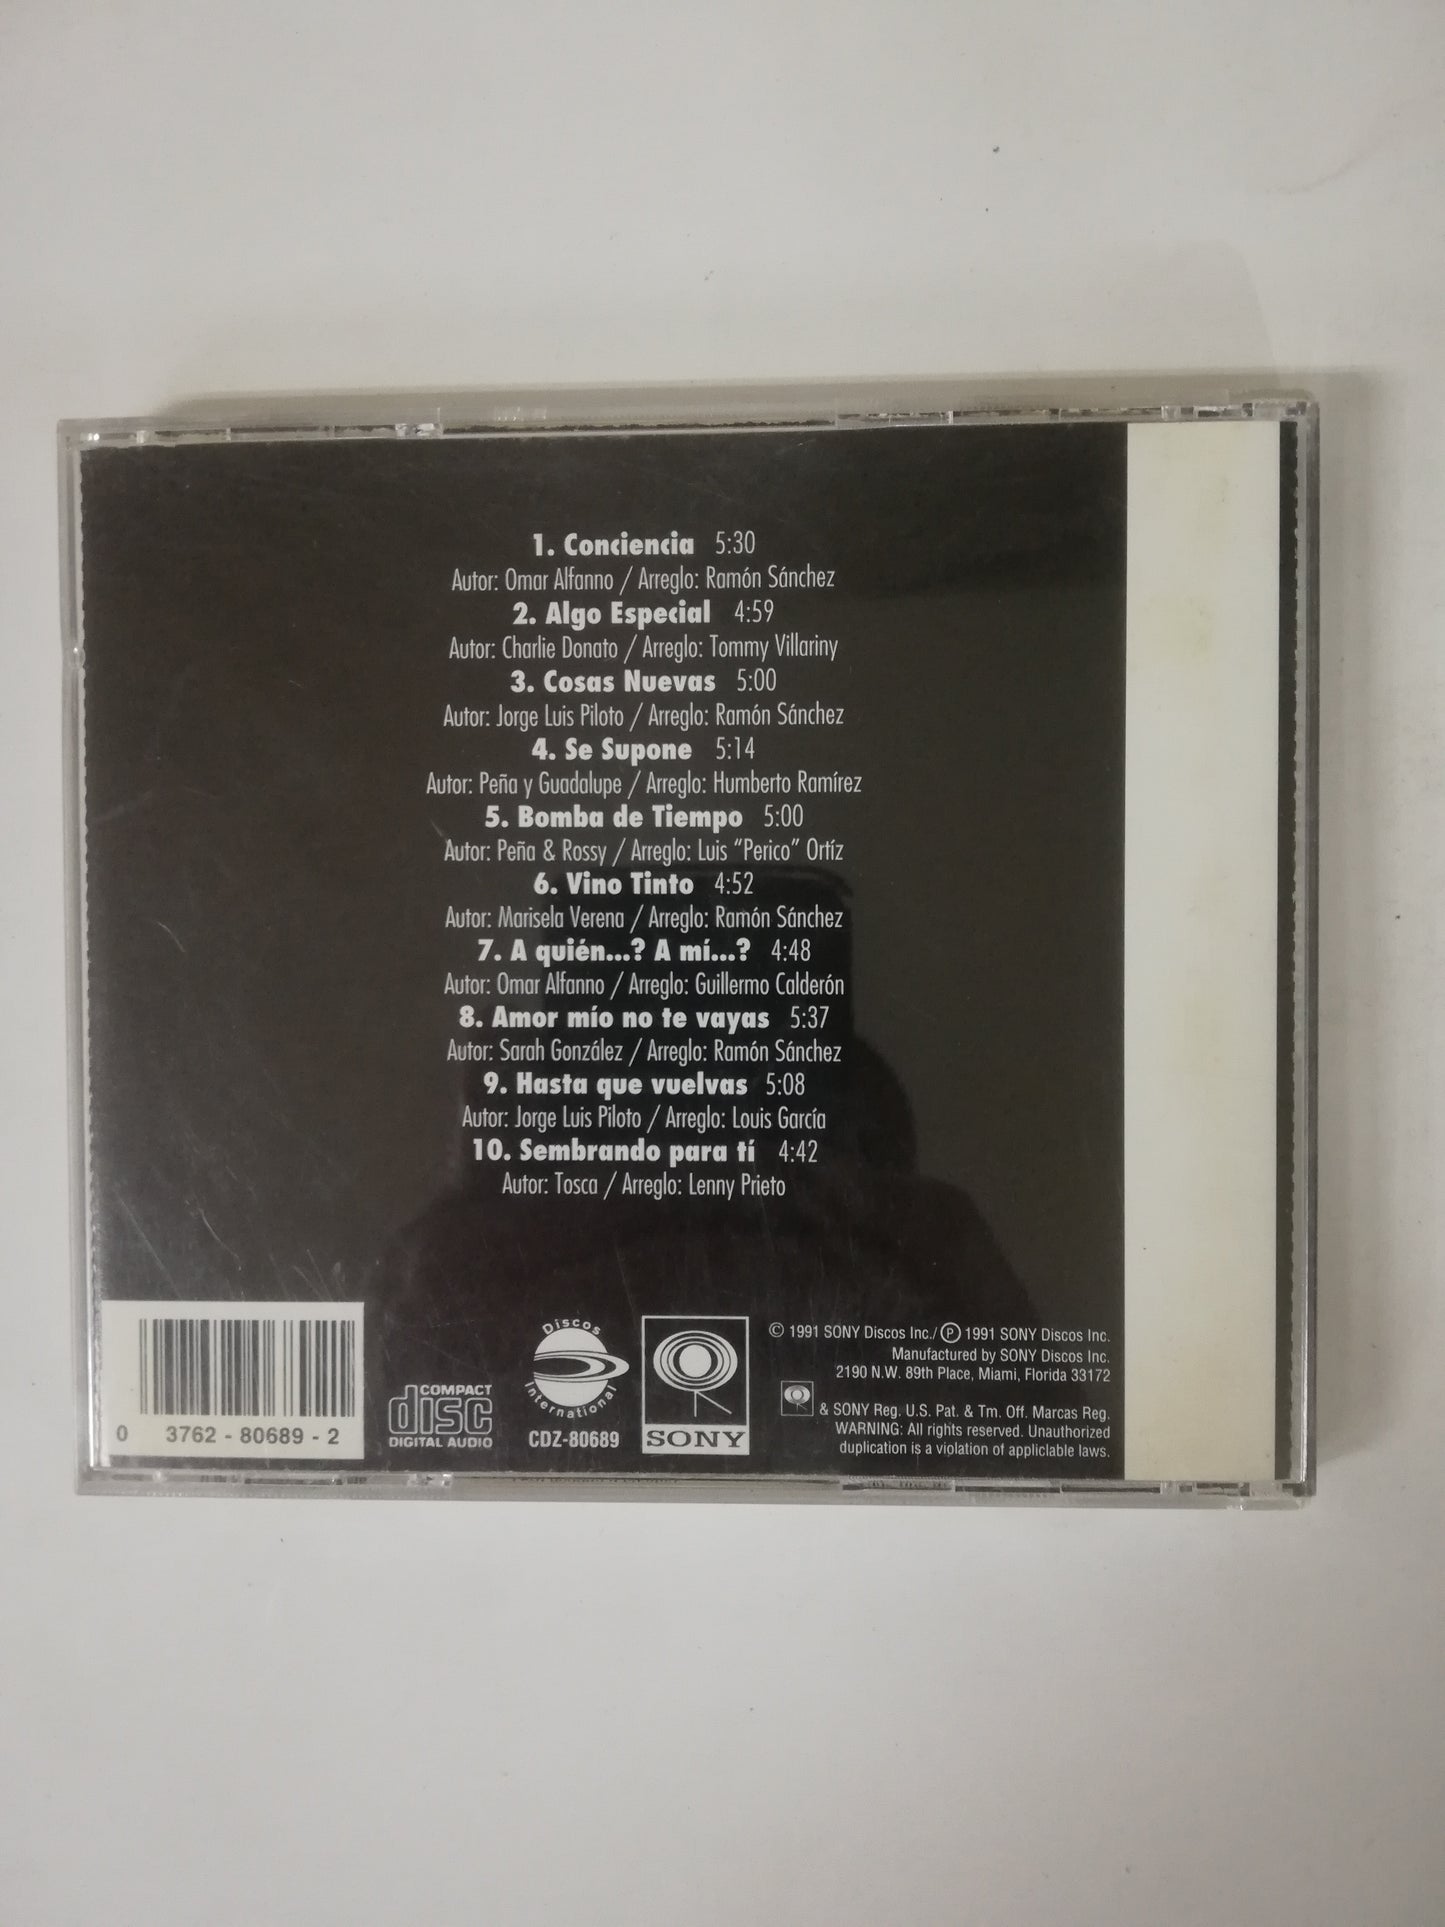 1. Conciencia 5:30
Autor: Omar Alfanno / Arreglo: Ramón Sánchez
2. Algo Especial 4:59
Autor: Charlie Donato / Arreglo: Tommy Villariny
3. Cosas Nuevas 5:00
Autor: Jorge Luis Piloto / Arreglo: Ramón Sánchez
4. Se Supone 5:14
Autor: Peña y Guadalupe / Arreglo: Humberto Ramírez
5. Bomba de Tiempo 5:00
Autor: Peña & Rossy / Arreglo: Luis "Perico" Ortíz
6. Vino Tinto 4:52
Autor: Marisela Verena / Arreglo: Ramón Sánchez
7. A quién...? A mí...? 4:48
Autor: Omar Alfanno / Arreglo: Guillermo Calderón
8. Amor mío no te vayas 5:37
Autor: Sarah González / Arreglo: Ramón Sánchez
9. Hasta que vuelvas 5:08
Autor: Jorge Luis Piloto / Arreglo: Louis García
10. Sembrando para tí 4:42
Autor: Tosca / Arreglo: Lenny Prieto
0 3762 - 80689 - 2
COMPACT
disc
DIGITAL AUDIO
Discos
International
CDZ-80689
SONY
© 1991 SONY Discos Inc./ Ⓟ 1991 SONY Discos Inc.
Manufactured by SONY Discos Inc.
2190 N.W. 89th Place, Miami, Florida 33172
& SONY Reg. U.S. Pat. & Tm. Off. Marcas Reg.
WARNING: All rights reserved. Unauthorized
duplication is a violation of appliclable laws.